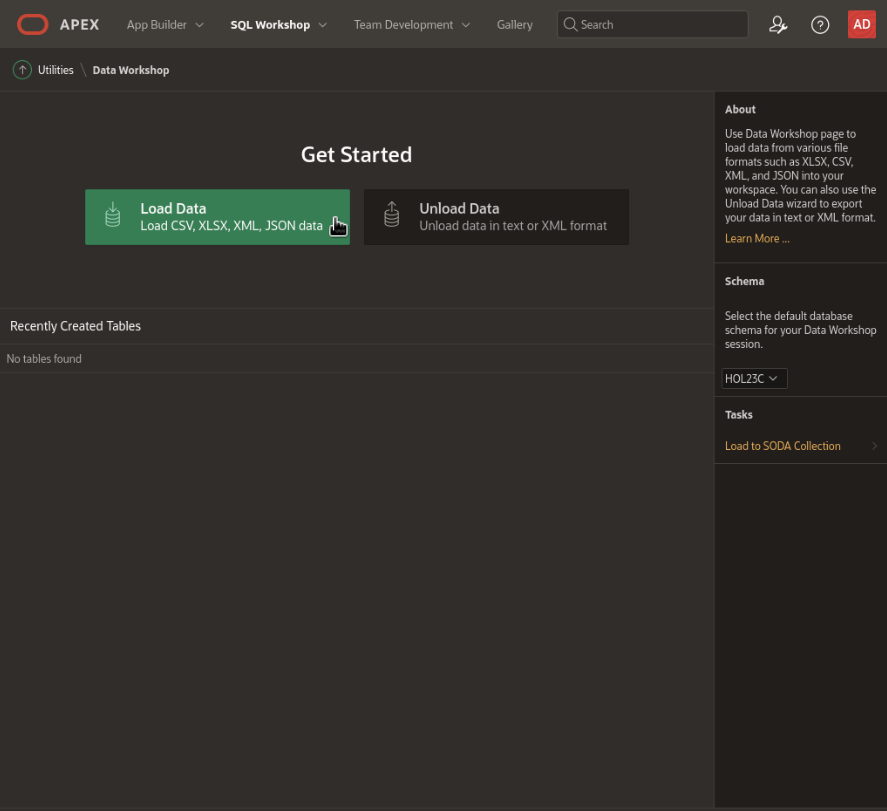 APEX
App Builder
SQL Workshop
Team Development
Gallery
Search
AD
Utilities \ Data Workshop
Get Started
Load Data
Load CSV, XLSX, XML, JSON data
Unload Data
Unload data in text or XML format
Recently Created Tables
No tables found
About
Use Data Workshop page to
load data from various file
formats such as XLSX, CSV,
XML, and JSON into your
workspace. You can also use the
Unload Data wizard to export
your data in text or XML format.
Learn More ...
Schema
Select the default database
schema for your Data Workshop
session.
HOL23C
Tasks
Load to SODA Collection